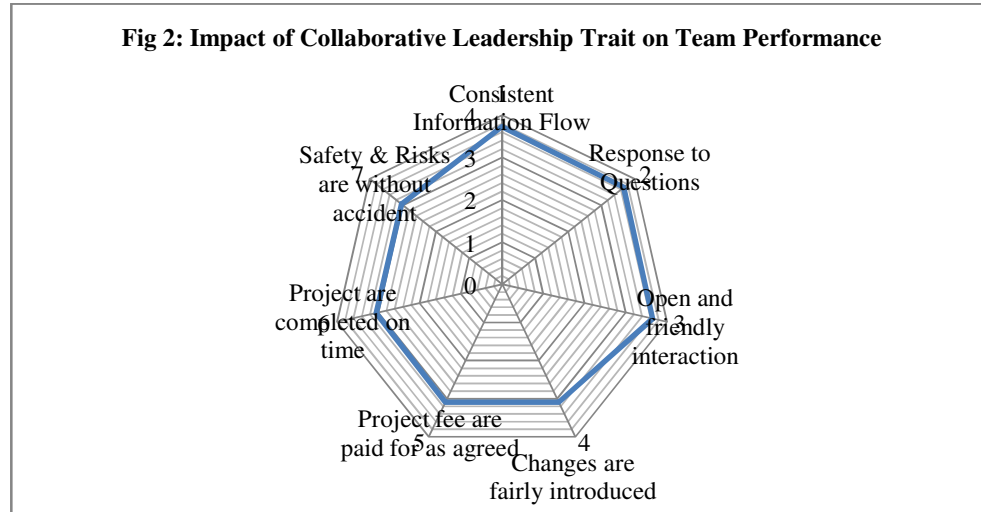 Fig 2: Impact of Collaborative Leadership Trait on Team Performance
1
Consistent
Information Flow
4
3
2
1
0
2
Response to
Questions
3
Open and
friendly
interaction
4
Changes are
fairly introduced
5
Project fee are
paid for as agreed
6
Project are
completed on
time
7
Safety & Risks
are without
accident